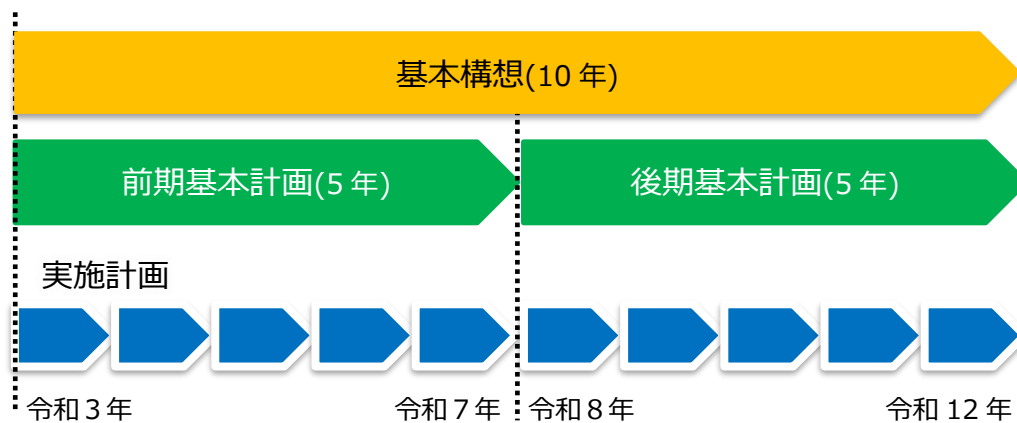 基本構想(10 年)
前期基本計画(5 年)
後期基本計画(5 年)
実施計画
令和３年
令和７年
令和８年
令和 12 年